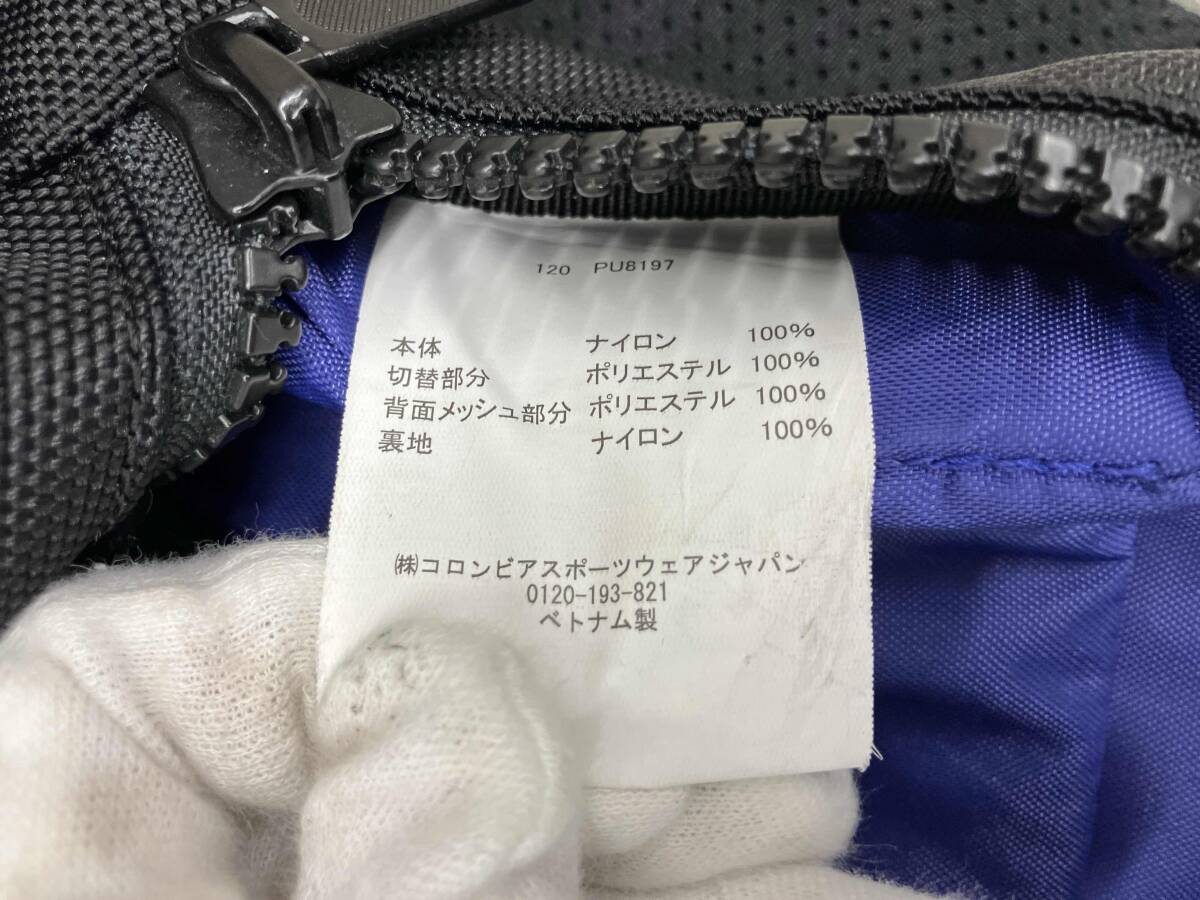 120 PU8197
本体 ナイロン 100%
切替部分 ポリエステル 100%
背面メッシュ部分 ポリエステル 100%
裏地 ナイロン 100%
㈱コロンビアスポーツウェアジャパン
0120-193-821
ベトナム製